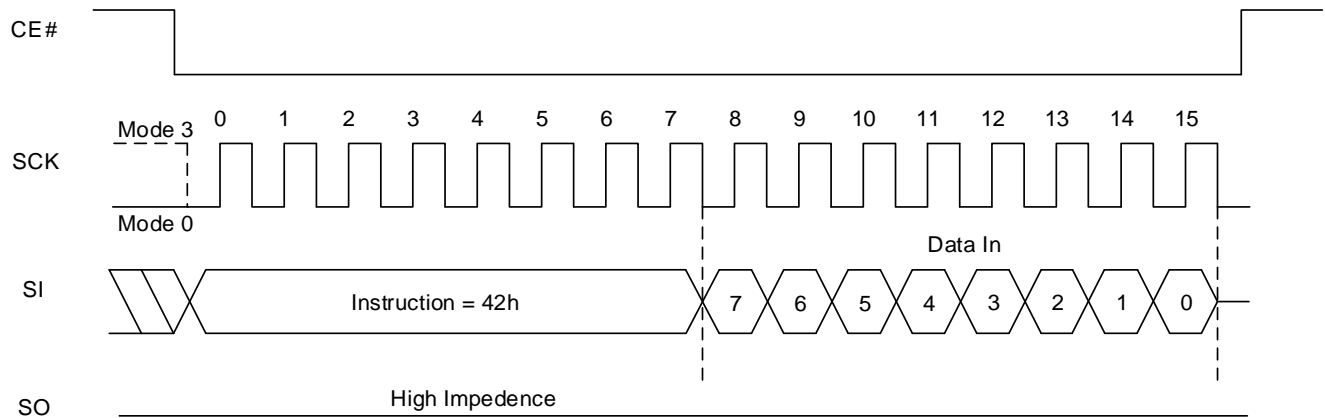 CE#
0 1 2 3 4 5 6 7 8 9 10 11 12 13 14 15
Mode 3
SCK
Mode 0
Data In
SI
Instruction = 42h
7 6 5 4 3 2 1 0
High Impedence
SO